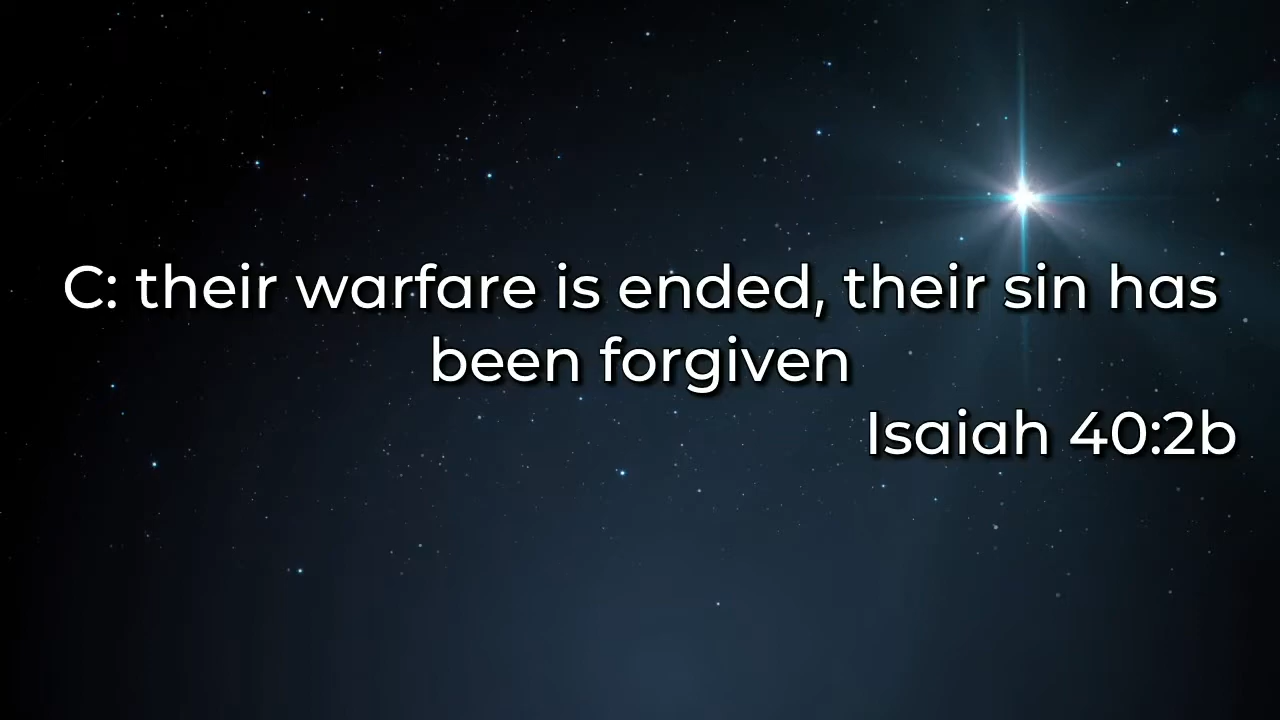 C: their warfare is ended, their sin has
been forgiven
Isaiah 40:2b